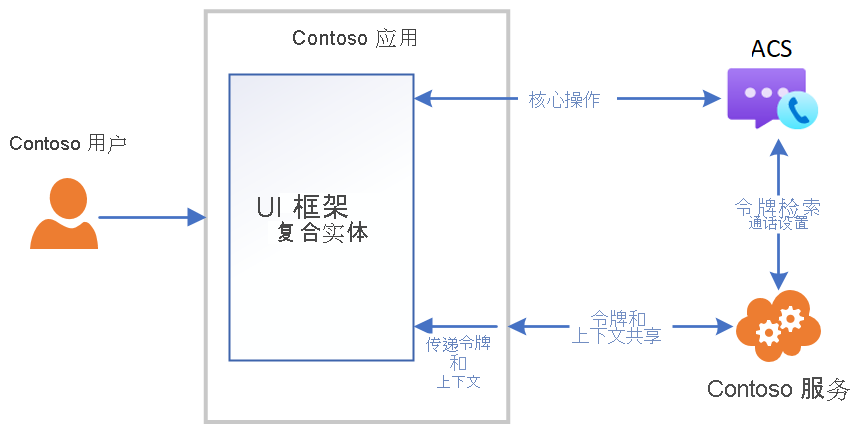 Contoso 应用
ACS
核心操作
Contoso 用户
UI 框架
复合实体
令牌检索
通话设置
传递令牌
和
上下文
令牌和
上下文共享
Contoso 服务